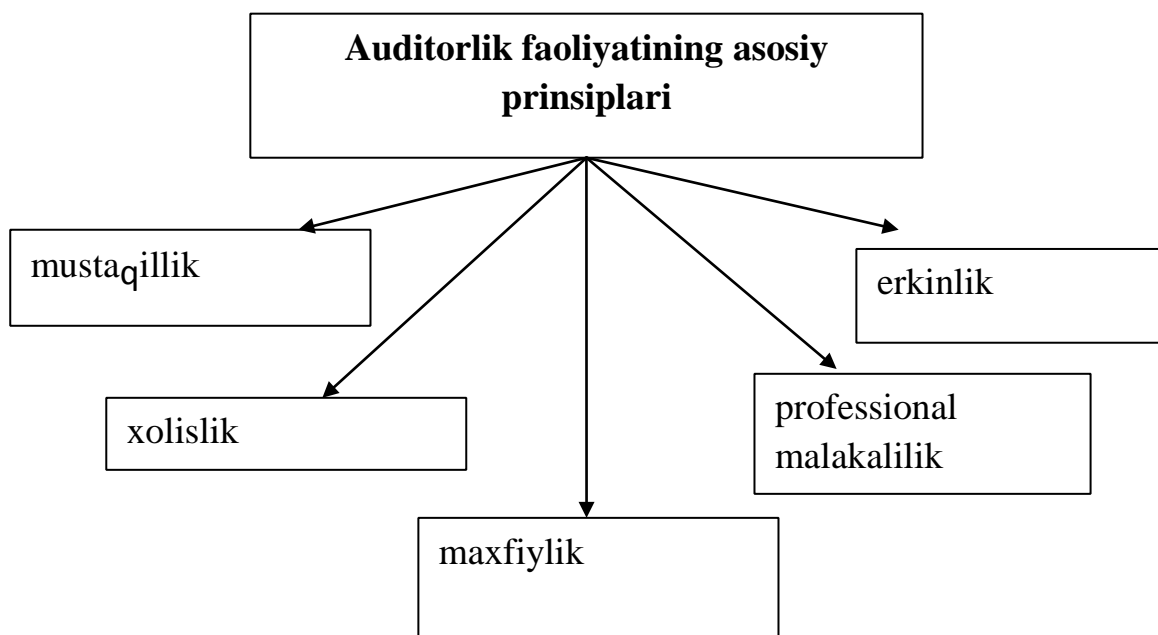 Auditorlik faoliyatining asosiy
prinsiplari
mustaqillik
erkinlik
xolislik
professional
malakalilik
maxfiylik